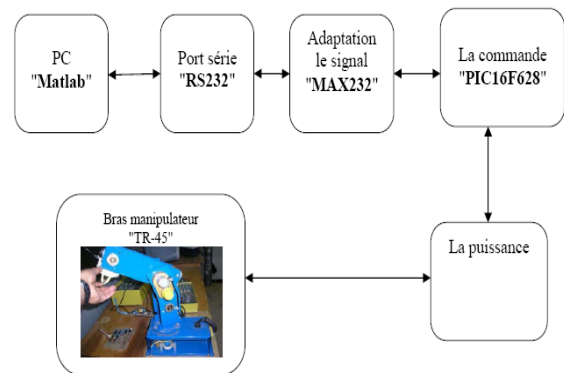 PC
"Matlab"
Port série
"RS232"
Adaptation
le signal
"MAX232"
La commande
"PIC16F628"
Bras manipulateur
"TR-45"
La puissance